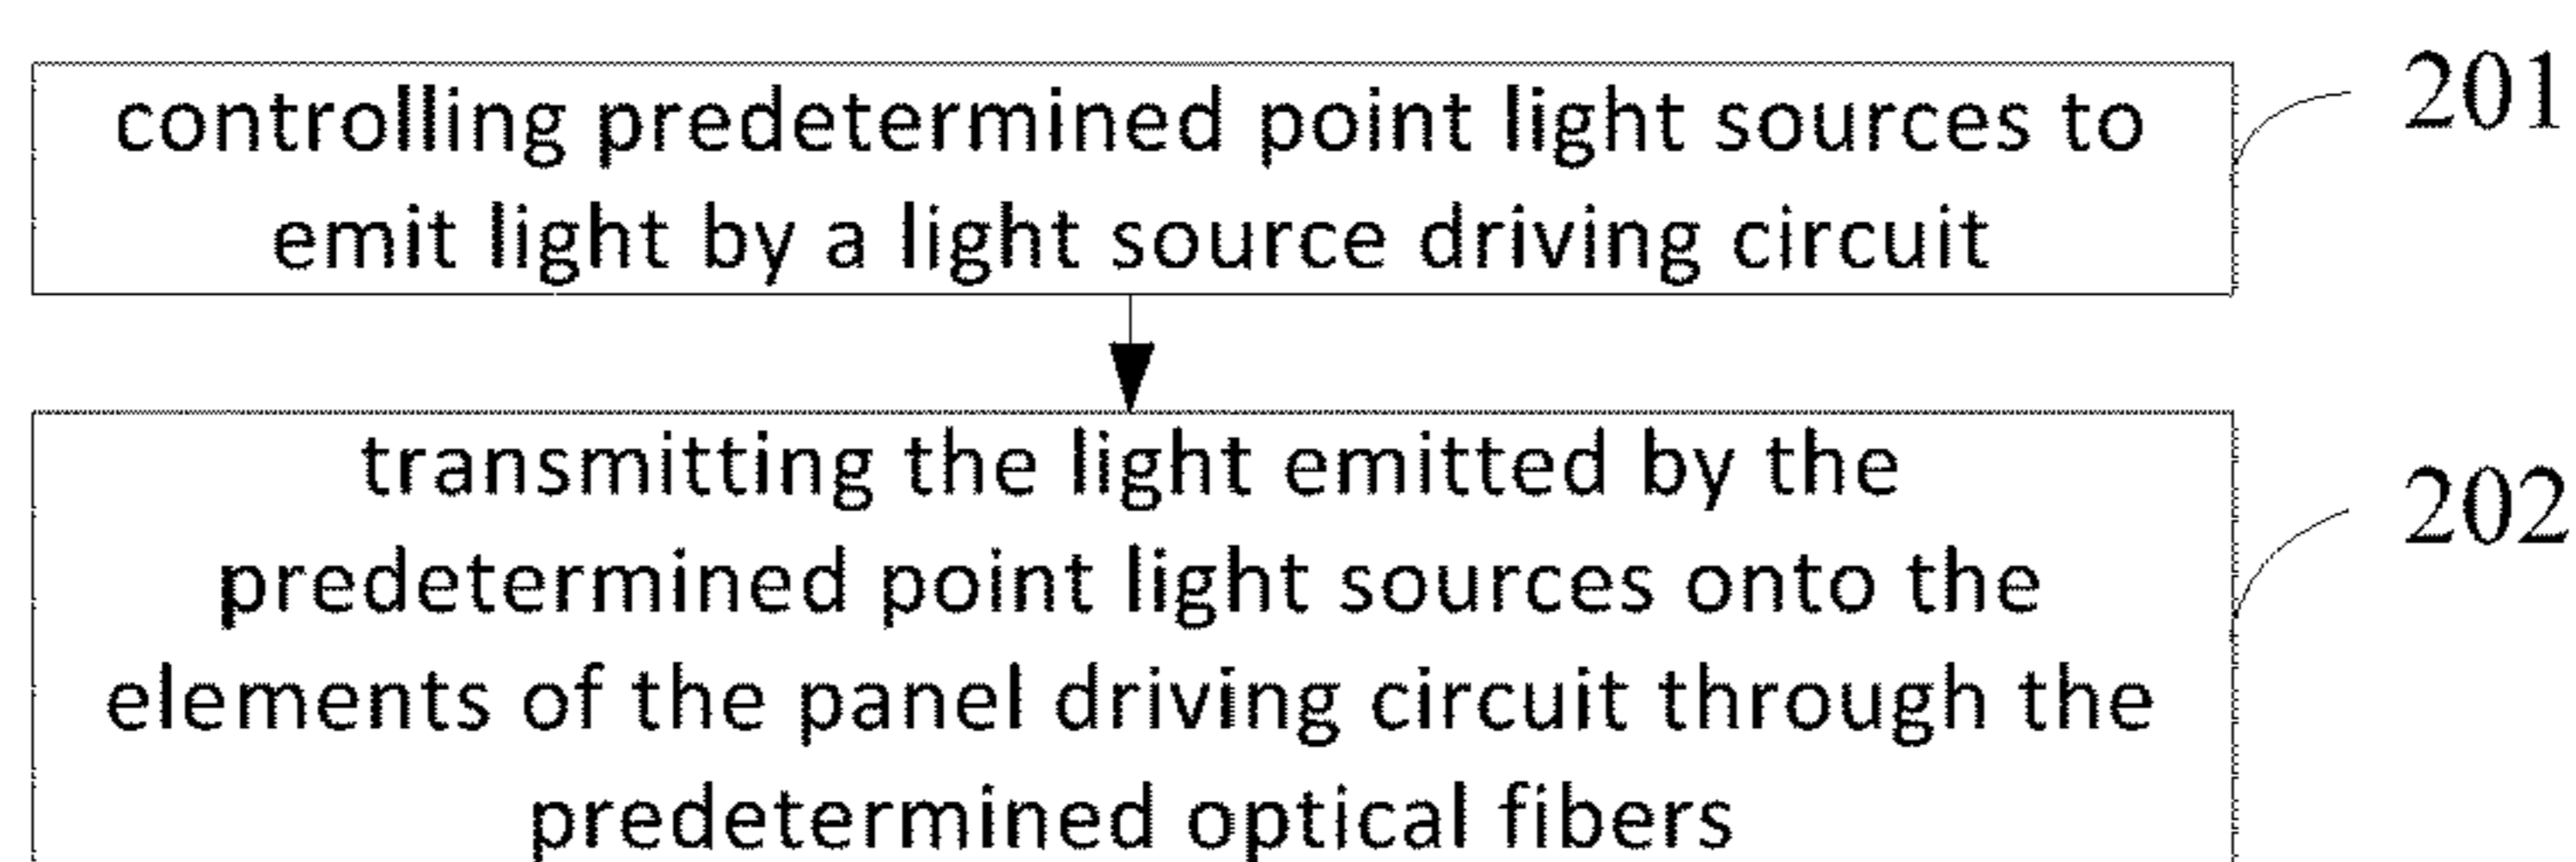 controlling predetermined point light sources to
emit light by a light source driving circuit
201
transmitting the light emitted by the
predetermined point light sources onto the
elements of the panel driving circuit through the
predetermined optical fibers
202